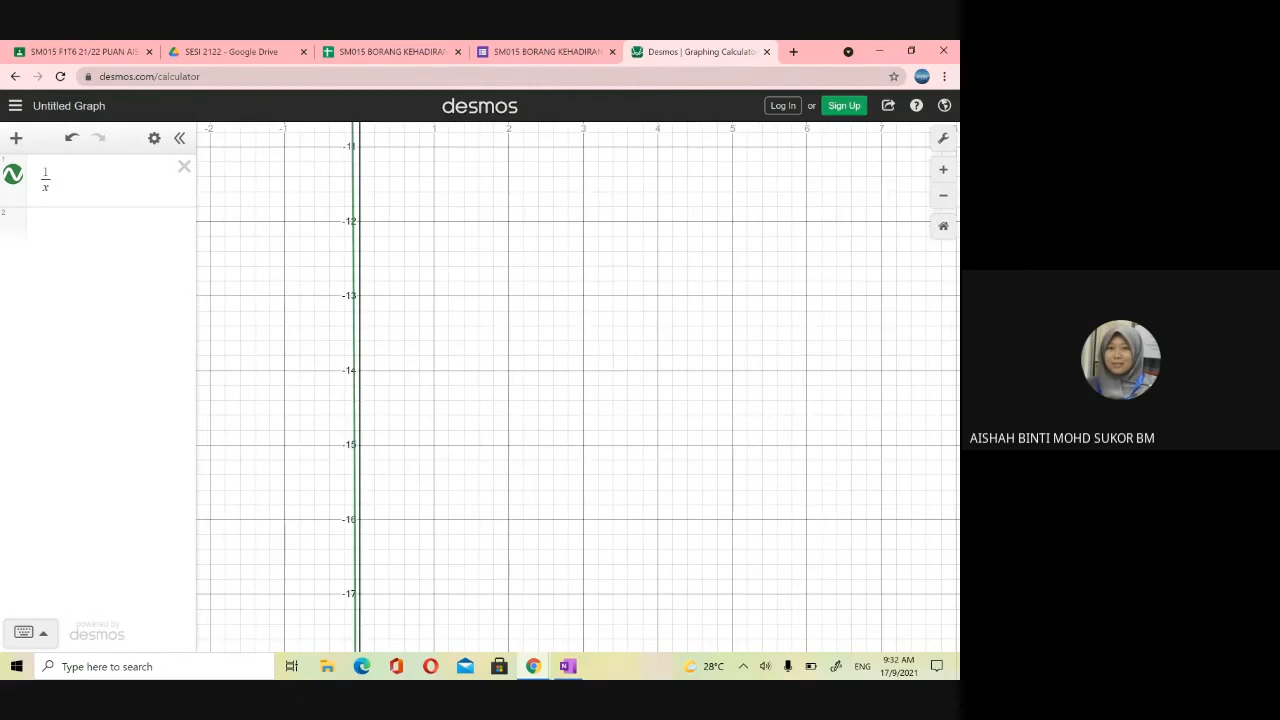 SM015 F1T6 21/22 PUAN AIS
SESI 2122 - Google Drive
SM015 BORANG KEHADIRAN
SM015 BORANG KEHADIRAN
Desmos | Graphing Calculato
desmos.com/calculator
Untitled Graph
desmos
Log In or Sign Up
-2 -1 1 2 3 4 5 6 7
1
1
x
2
-11
-12
-13
-14
-15
-16
-17
powered by
desmos
AISHAH BINTI MOHD SUKOR BM
Type here to search
28°C
ENG
9:32 AM
17/9/2021